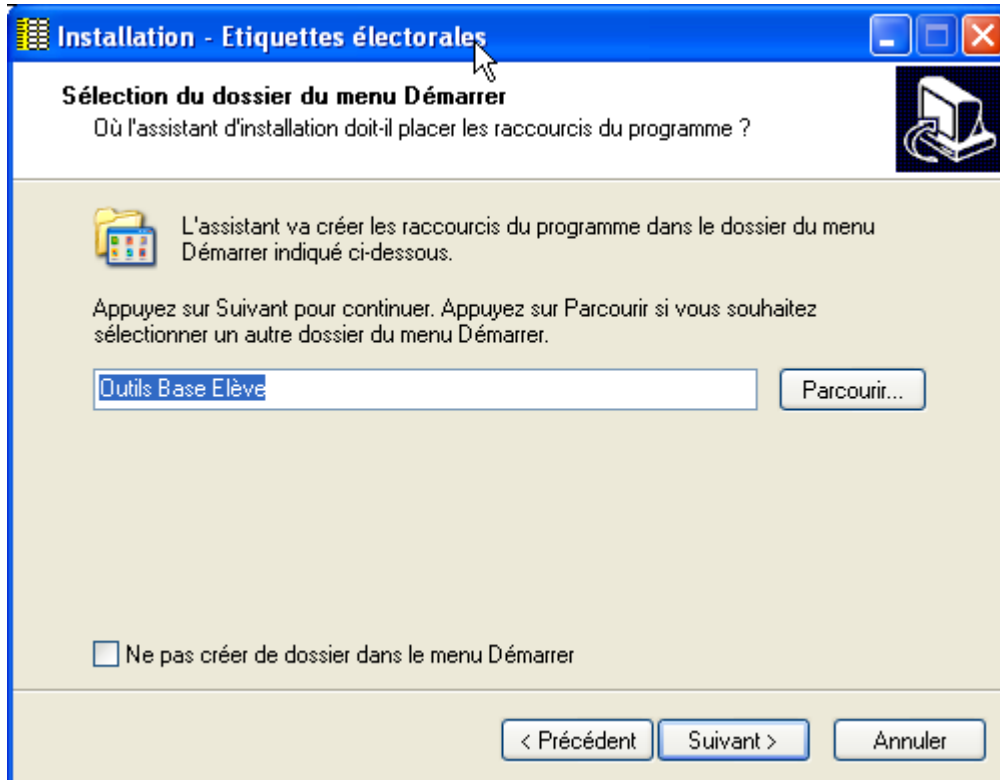 Installation - Etiquettes électorales
Sélection du dossier du menu Démarrer
Où l'assistant d'installation doit-il placer les raccourcis du programme ?
L'assistant va créer les raccourcis du programme dans le dossier du menu
Démarrer indiqué ci-dessous.
Appuyez sur Suivant pour continuer. Appuyez sur Parcourir si vous souhaitez
sélectionner un autre dossier du menu Démarrer.
Outils Base Elève
Parcourir...
Ne pas créer de dossier dans le menu Démarrer
< Précédent
Suivant >
Annuler